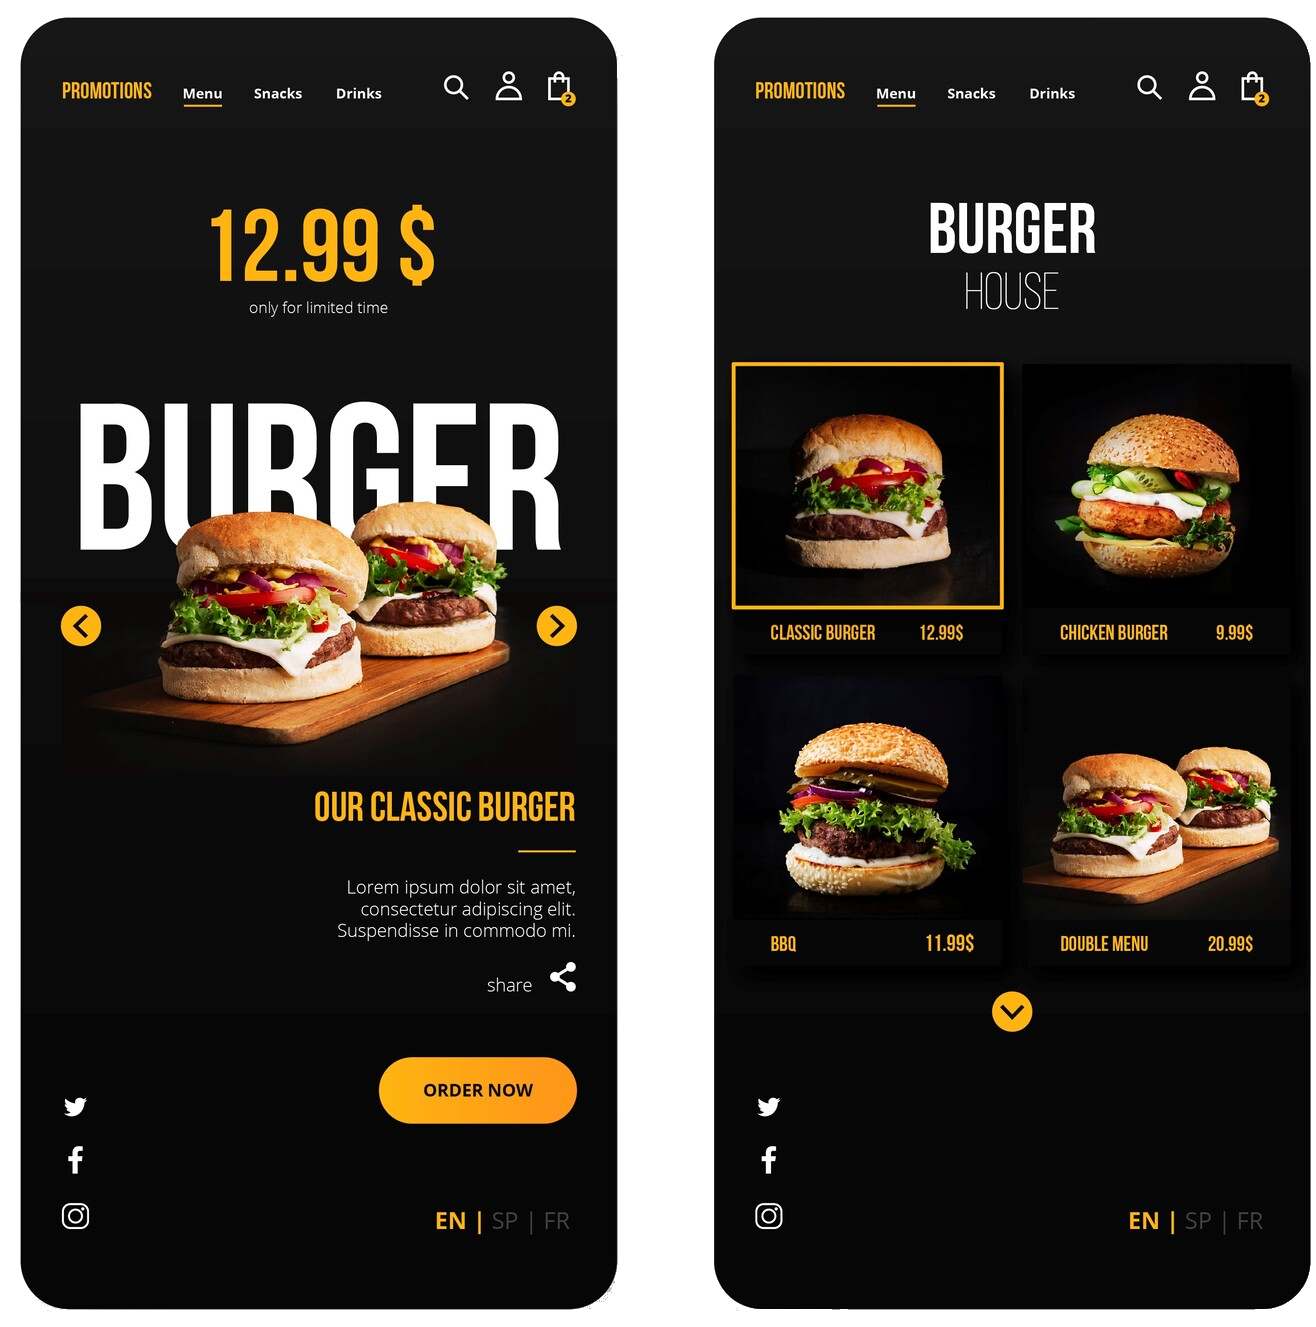 PROMOTIONS Menu Snacks Drinks
2
12.99 $
only for limited time
BURGER
OUR CLASSIC BURGER
Lorem ipsum dolor sit amet,
consectetur adipiscing elit.
Suspendisse in commodo mi.
share
ORDER NOW
EN | SP | FR
PROMOTIONS Menu Snacks Drinks
2
BURGER
HOUSE
CLASSIC BURGER 12.99$
CHICKEN BURGER 9.99$
BBQ 11.99$
DOUBLE MENU 20.99$
EN | SP | FR